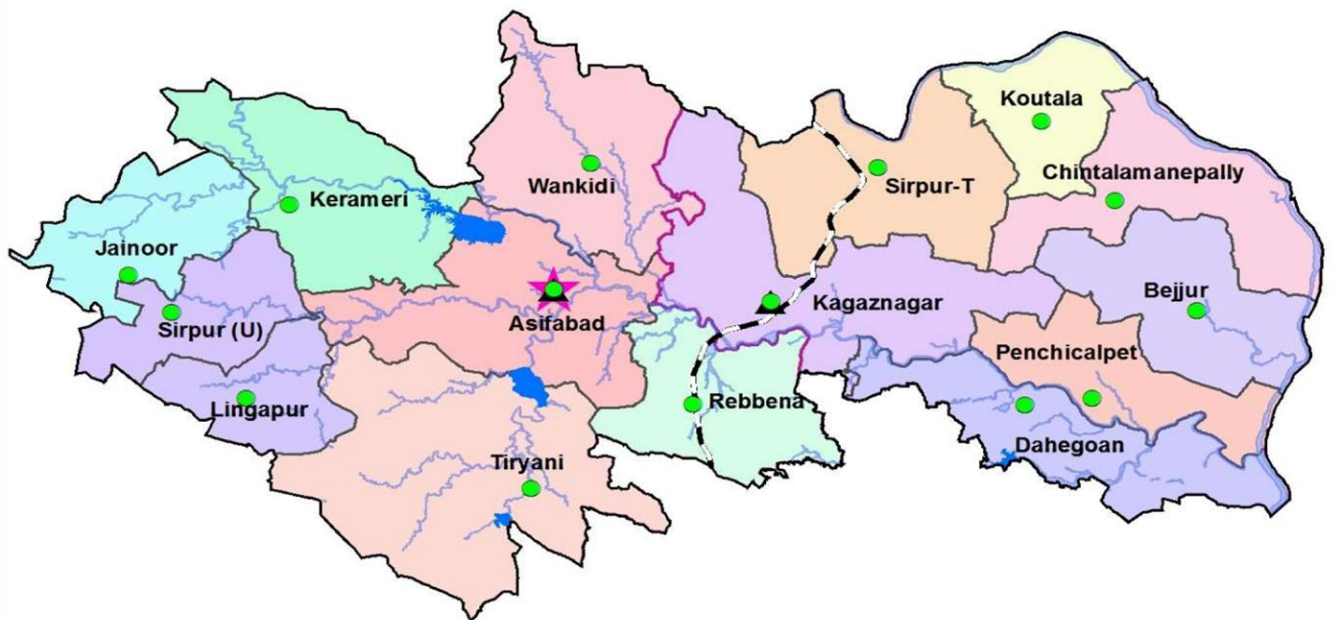 Koutala
Chintalamanepally
Wankidi
Sirpur-T
Kerameri
Jainoor
Bejjur
Kagaznagar
Asifabad
Sirpur (U)
Penchicalpet
Rebbena
Lingapur
Dahegoan
Tiryani